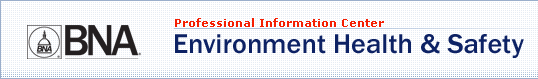 Professional Information Center
BNA Environment Health & Safety